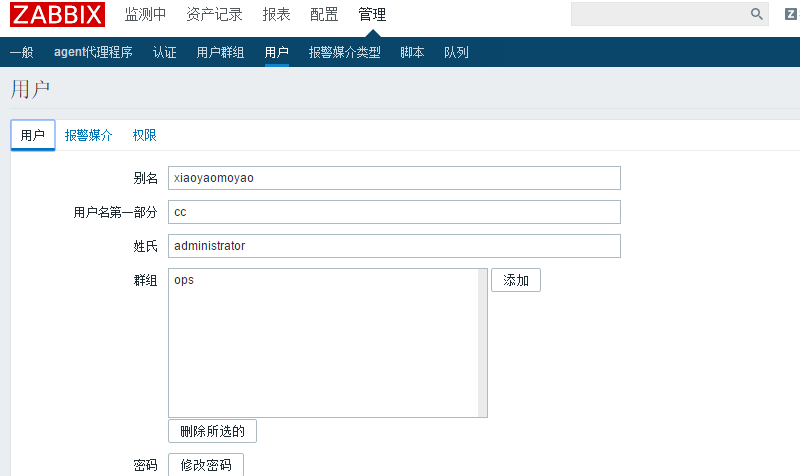 ZABBIX 监测中 资产记录 报表 配置 管理 Z
一般 agent代理程序 认证 用户群组 用户 报警媒介类型 脚本 队列
用户
用户 报警媒介 权限
别名 xiaoyaomoyao
用户名第一部分 cc
姓氏 administrator
群组 ops 添加
删除所选的
密码 修改密码